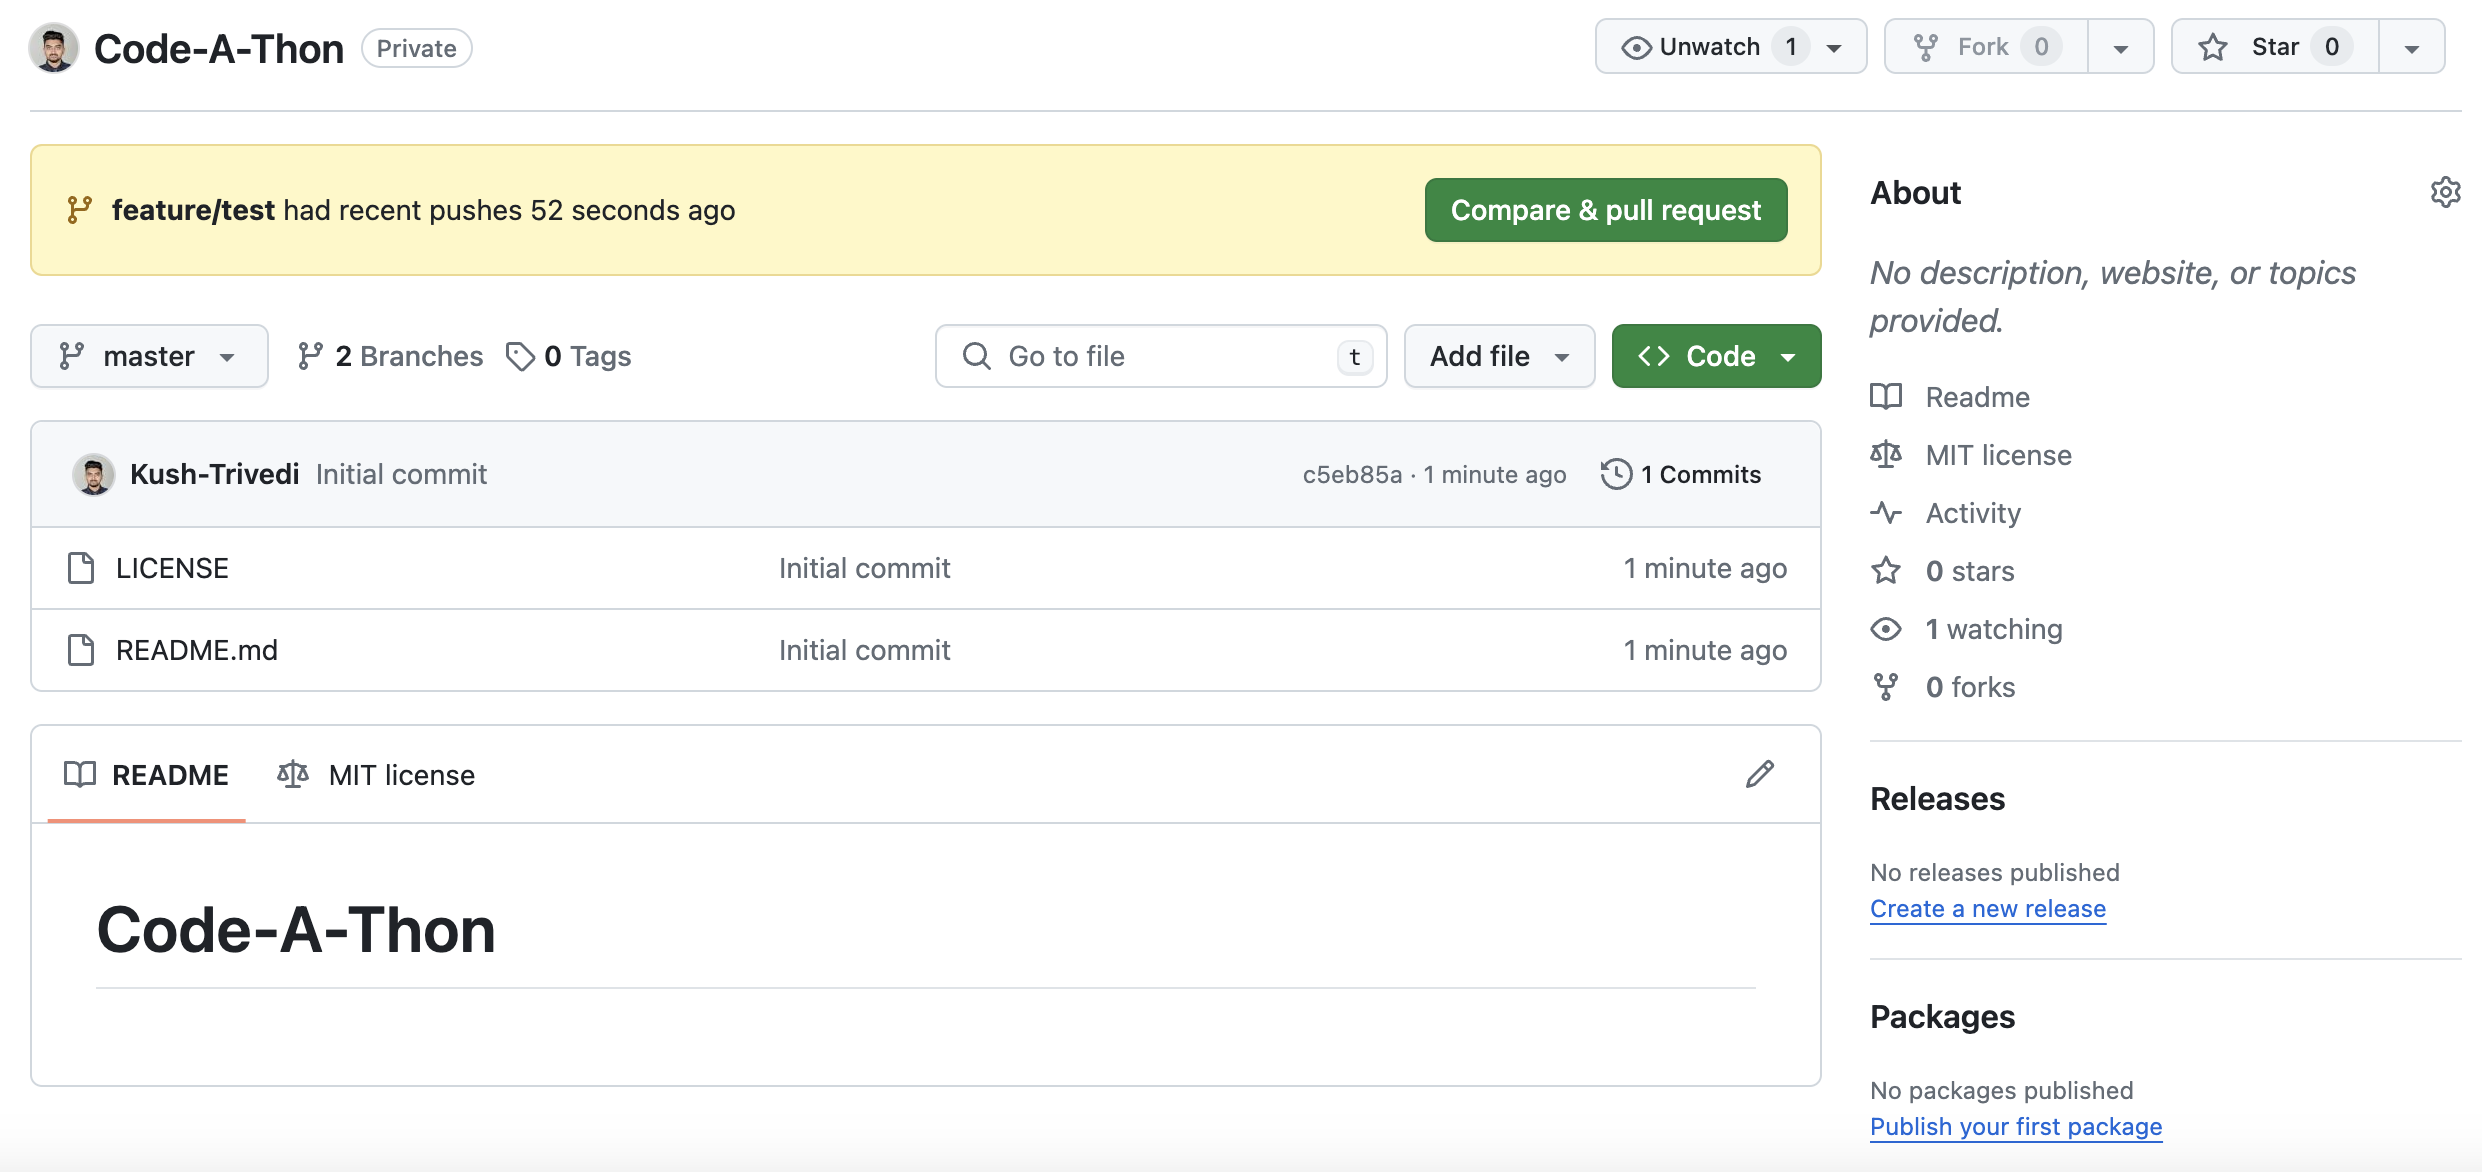 Code-A-Thon Private Unwatch 1 Fork 0 Star 0
feature/test had recent pushes 52 seconds ago Compare & pull request
master 2 Branches 0 Tags Go to file t Add file Code
Kush-Trivedi Initial commit c5eb85a · 1 minute ago 1 Commits
LICENSE Initial commit 1 minute ago
README.md Initial commit 1 minute ago
README MIT license
Code-A-Thon
About
No description, website, or topics
provided.
Readme
MIT license
Activity
0 stars
1 watching
0 forks
Releases
No releases published
Create a new release
Packages
No packages published
Publish your first package